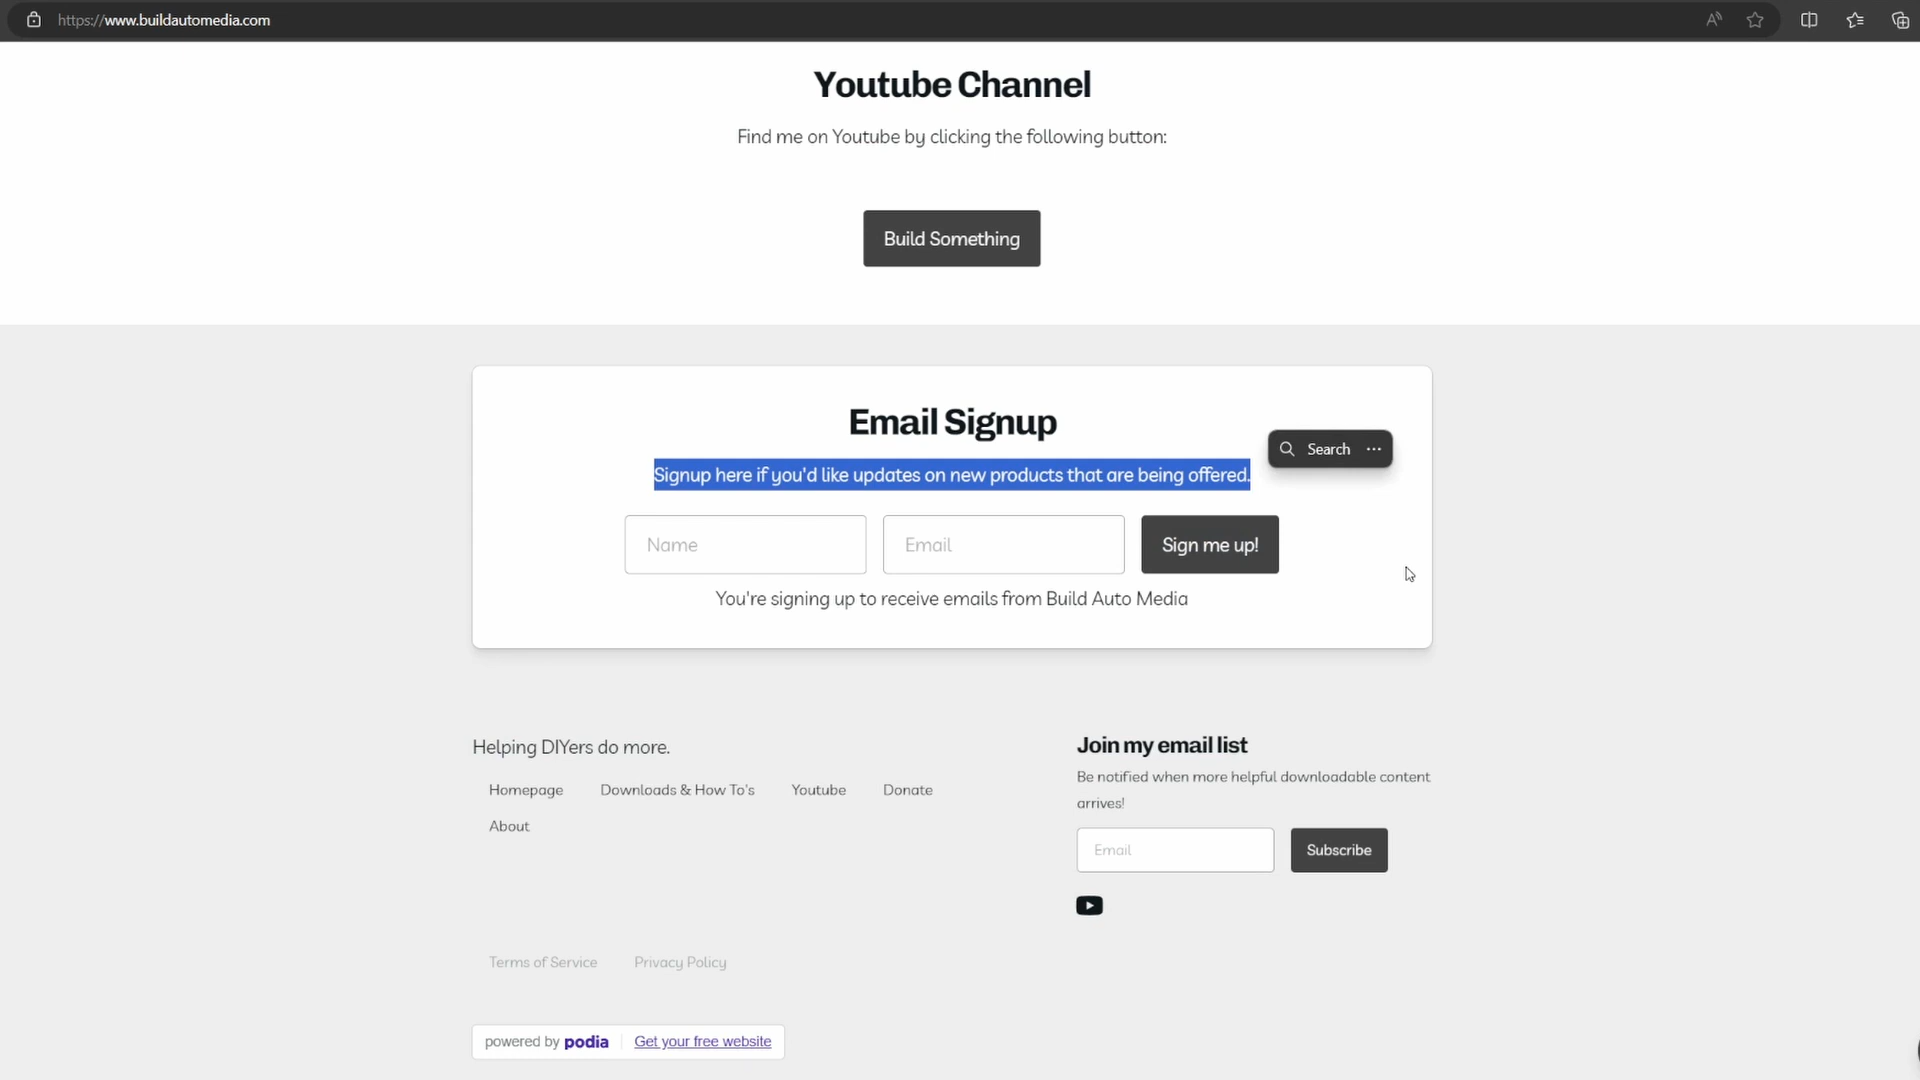 https://www.buildautomedia.com
Youtube Channel
Find me on Youtube by clicking the following button:
Build Something
Email Signup
Search
Signup here if you'd like updates on new products that are being offered.
Name
Email
Sign me up!
You're signing up to receive emails from Build Auto Media
Helping DIYers do more.
Homepage
Downloads & How To's
Youtube
Donate
About
Join my email list
Be notified when more helpful downloadable content
arrives!
Email
Subscribe
Terms of Service
Privacy Policy
powered by podia
Get your free website